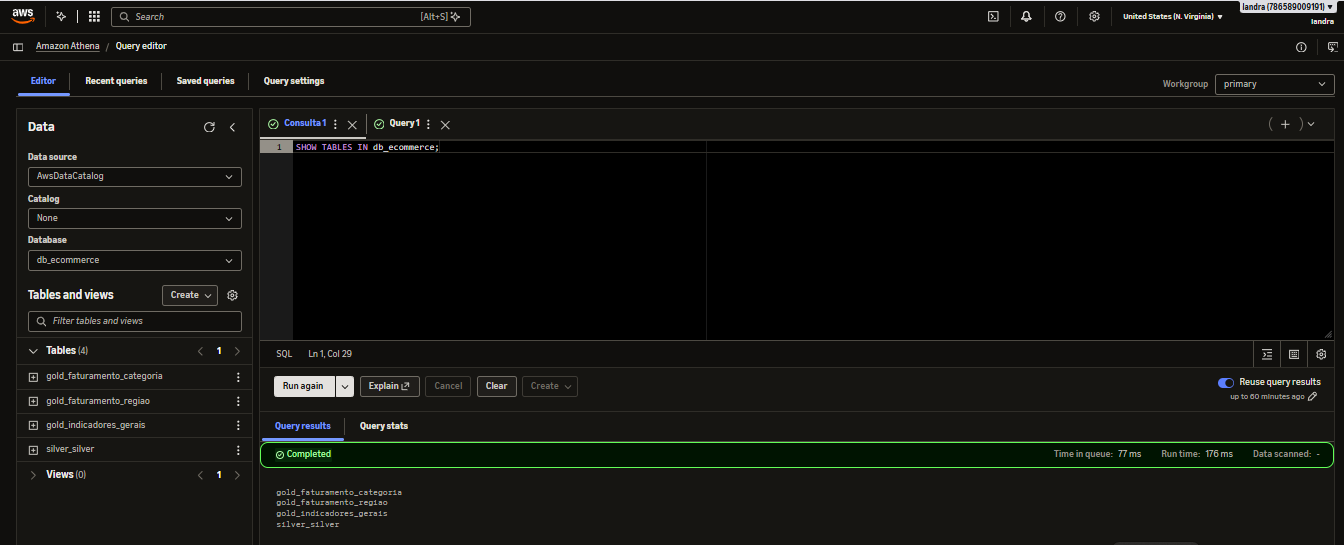 aws
Search [Alt+S]
United States (N. Virginia) ▼
landra (786589009191) ▼
landra
Amazon Athena / Query editor
Editor Recent queries Saved queries Query settings
Workgroup primary
Data
Data source
AwsDataCatalog
Catalog
None
Database
db_ecommerce
Tables and views Create
Filter tables and views
Tables (4) 1
gold_faturamento_categoria
gold_faturamento_regiao
gold_indicadores_gerais
silver_silver
Views (0) 1
Consulta 1 Query 1
1 SHOW TABLES IN db_ecommerce;
SQL Ln 1, Col 29
Run again Explain Cancel Clear Create
Reuse query results
up to 60 minutes ago
Query results Query stats
Completed Time in queue: 77 ms Run time: 176 ms Data scanned: -
gold_faturamento_categoria
gold_faturamento_regiao
gold_indicadores_gerais
silver_silver